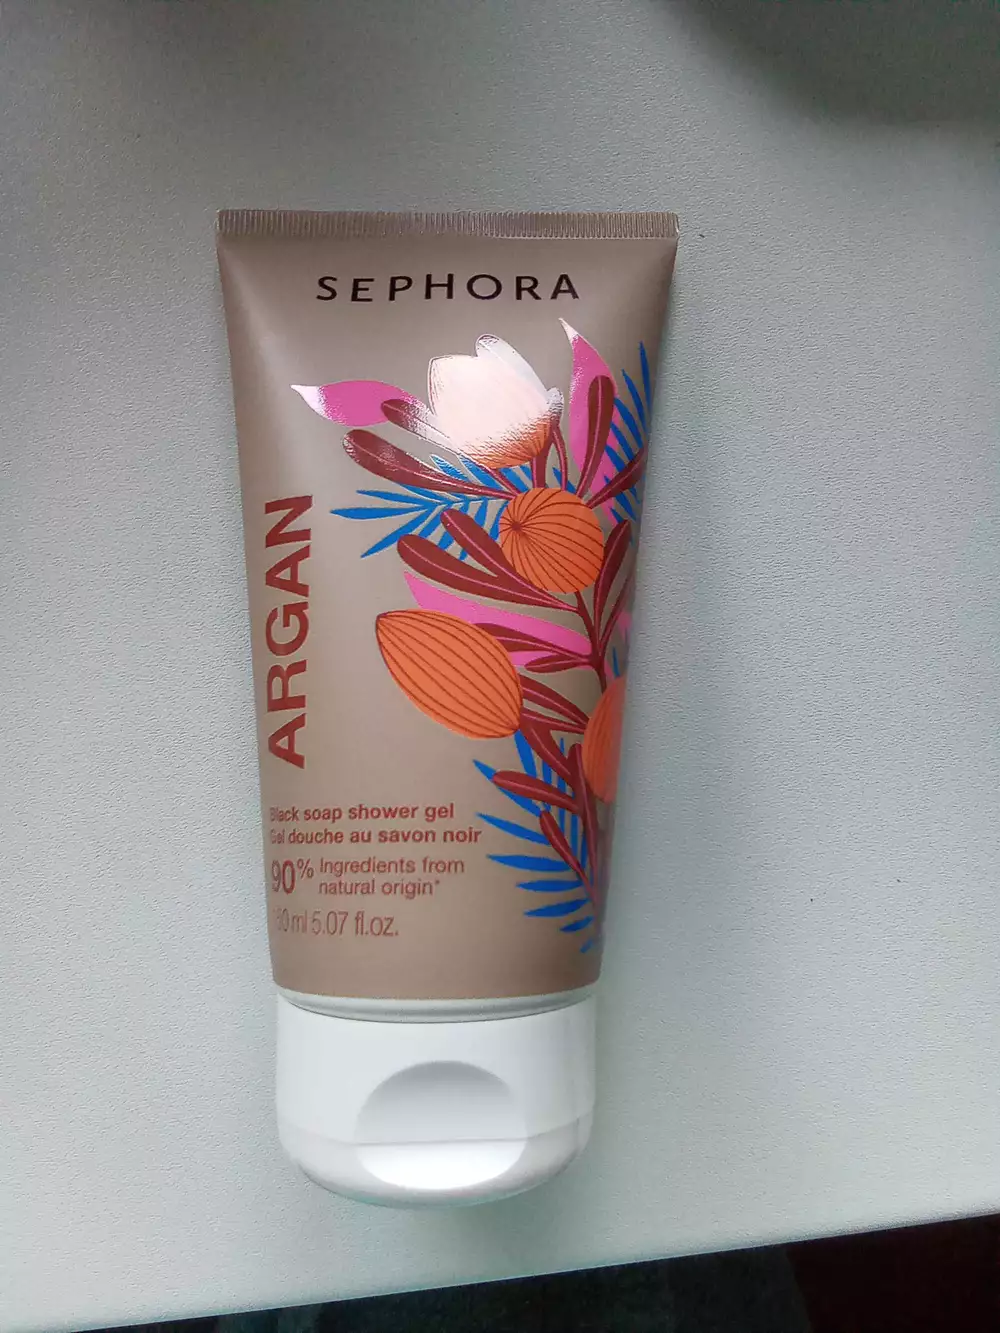 SEPHORA
ARGAN
Black soap shower gel
Gel douche au savon noir
90% Ingredients from
natural origin*
150 ml 5.07 fl.oz.